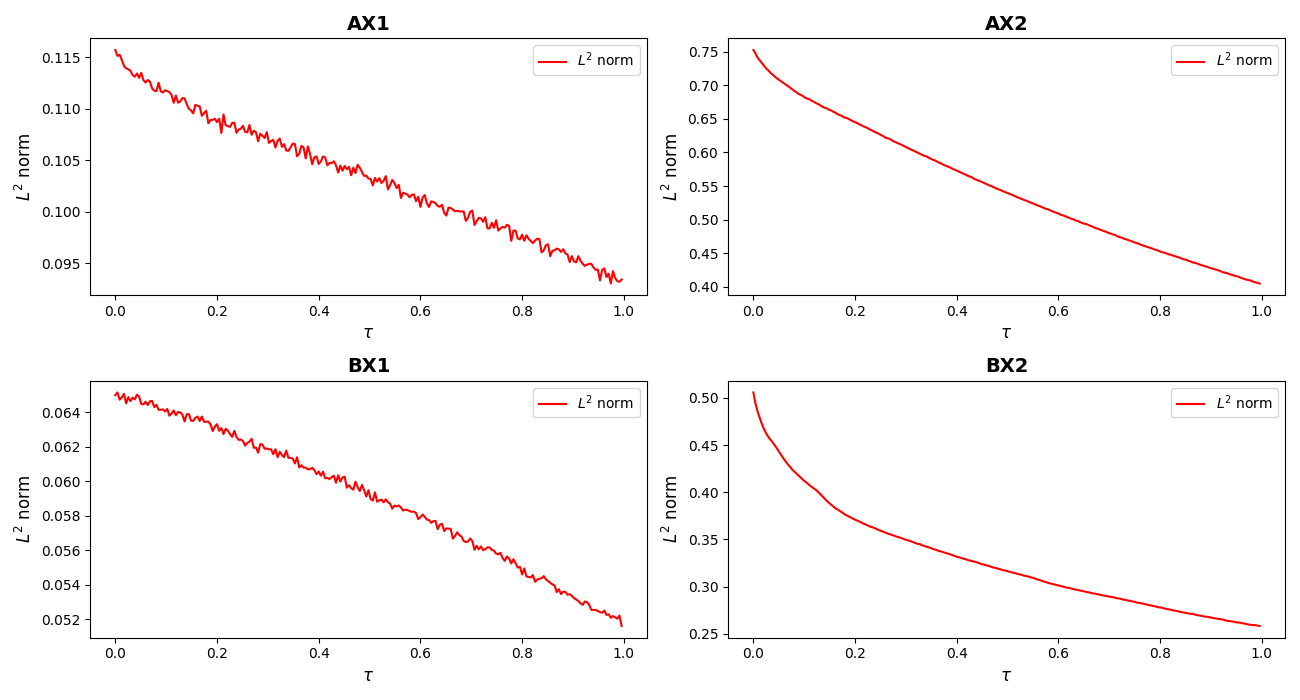 AX1
L² norm
0.115
0.110
0.105
0.100
0.095
L² norm
0.0 0.2 0.4 0.6 0.8 1.0
τ
AX2
L² norm
0.75
0.70
0.65
0.60
0.55
0.50
0.45
0.40
L² norm
0.0 0.2 0.4 0.6 0.8 1.0
τ
BX1
L² norm
0.064
0.062
0.060
0.058
0.056
0.054
0.052
L² norm
0.0 0.2 0.4 0.6 0.8 1.0
τ
BX2
L² norm
0.50
0.45
0.40
0.35
0.30
0.25
L² norm
0.0 0.2 0.4 0.6 0.8 1.0
τ